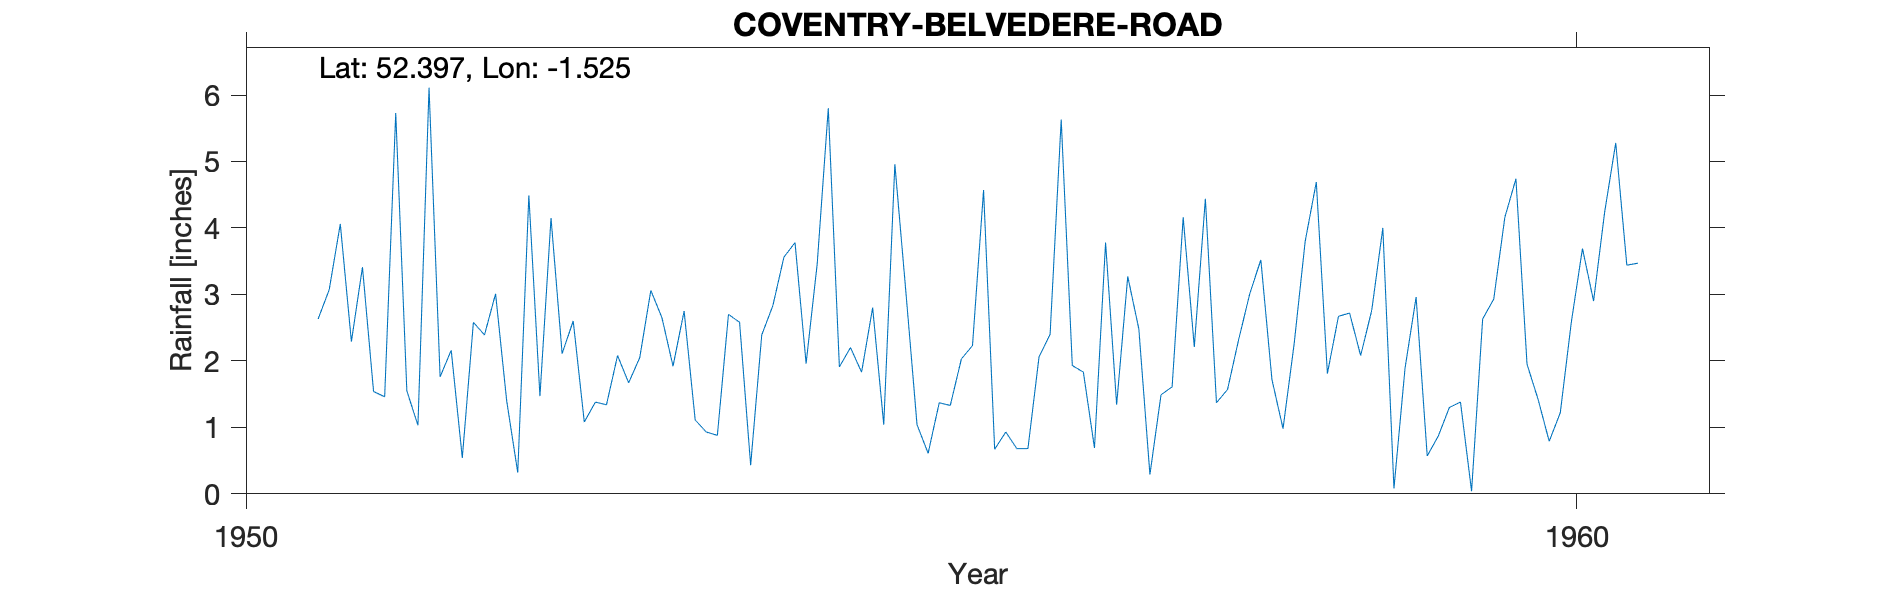 COVENTRY-BELVEDERE-ROAD
Lat: 52.397, Lon: -1.525
6
5
4
3
2
1
0
Rainfall [inches]
1950 1960
Year